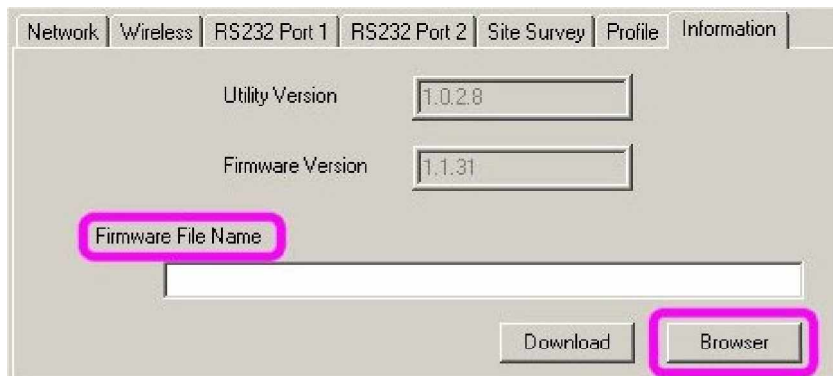 Network Wireless RS232 Port 1 RS232 Port 2 Site Survey Profile Information
Utility Version 1.0.2.8
Firmware Version 1.1.31
Firmware File Name
Download Browser